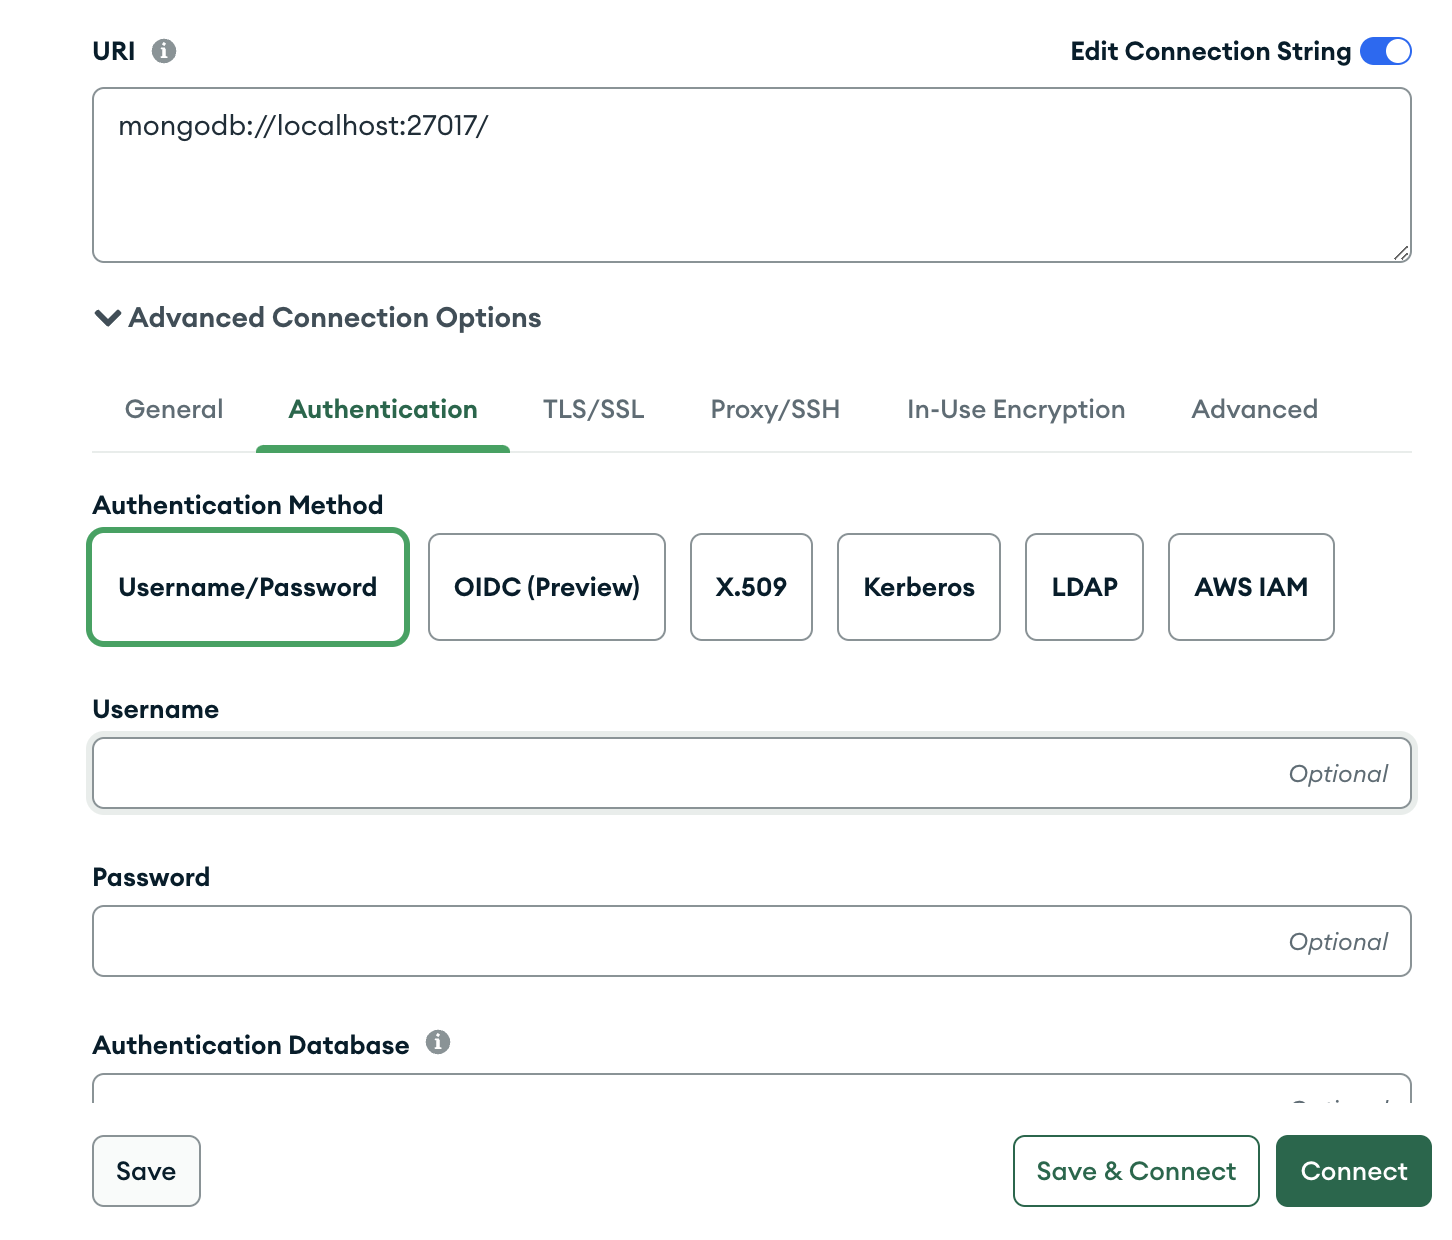 URI
Edit Connection String
mongodb://localhost:27017/
Advanced Connection Options
General Authentication TLS/SSL Proxy/SSH In-Use Encryption Advanced
Authentication Method
Username/Password OIDC (Preview) X.509 Kerberos LDAP AWS IAM
Username
Optional
Password
Optional
Authentication Database
Save Save & Connect Connect